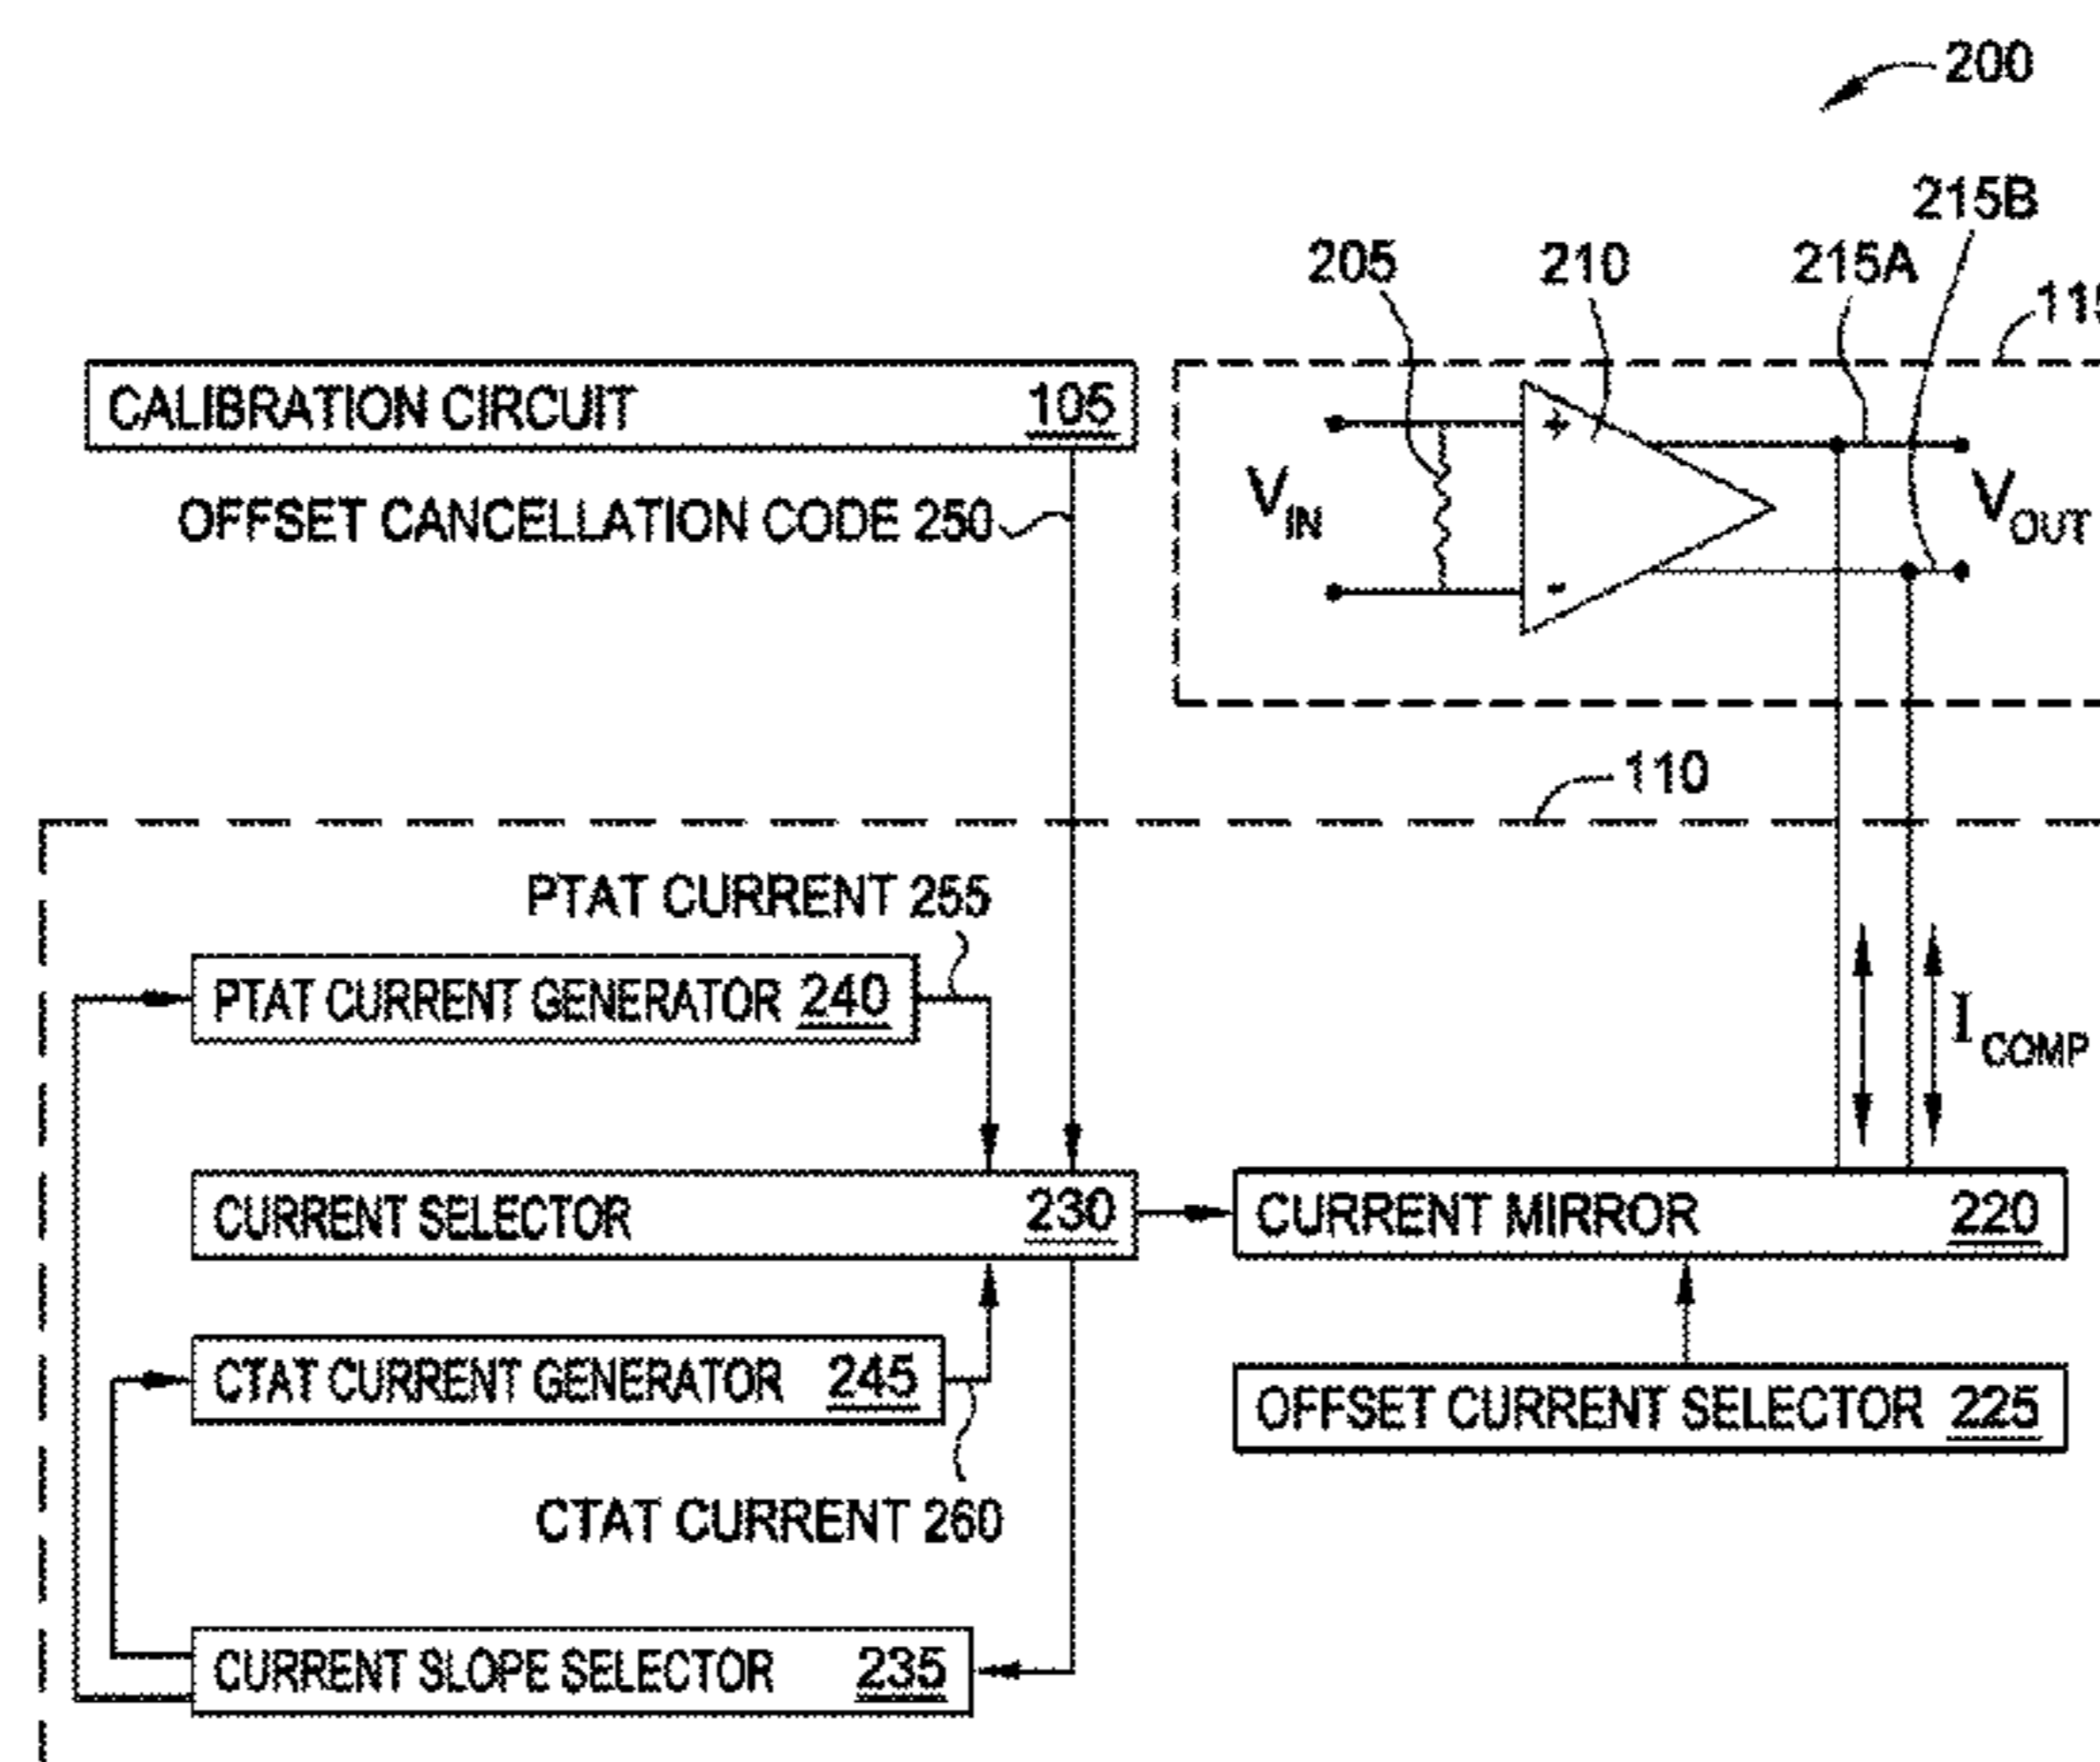 200
215B
205
210
215A
CALIBRATION CIRCUIT 105
+
VIN
VOUT
OFFSET CANCELLATION CODE 250
-
110
PTAT CURRENT 255
PTAT CURRENT GENERATOR 240
ICOMP
CURRENT SELECTOR 230
CURRENT MIRROR 220
CTAT CURRENT GENERATOR 245
OFFSET CURRENT SELECTOR 225
CTAT CURRENT 260
CURRENT SLOPE SELECTOR 235